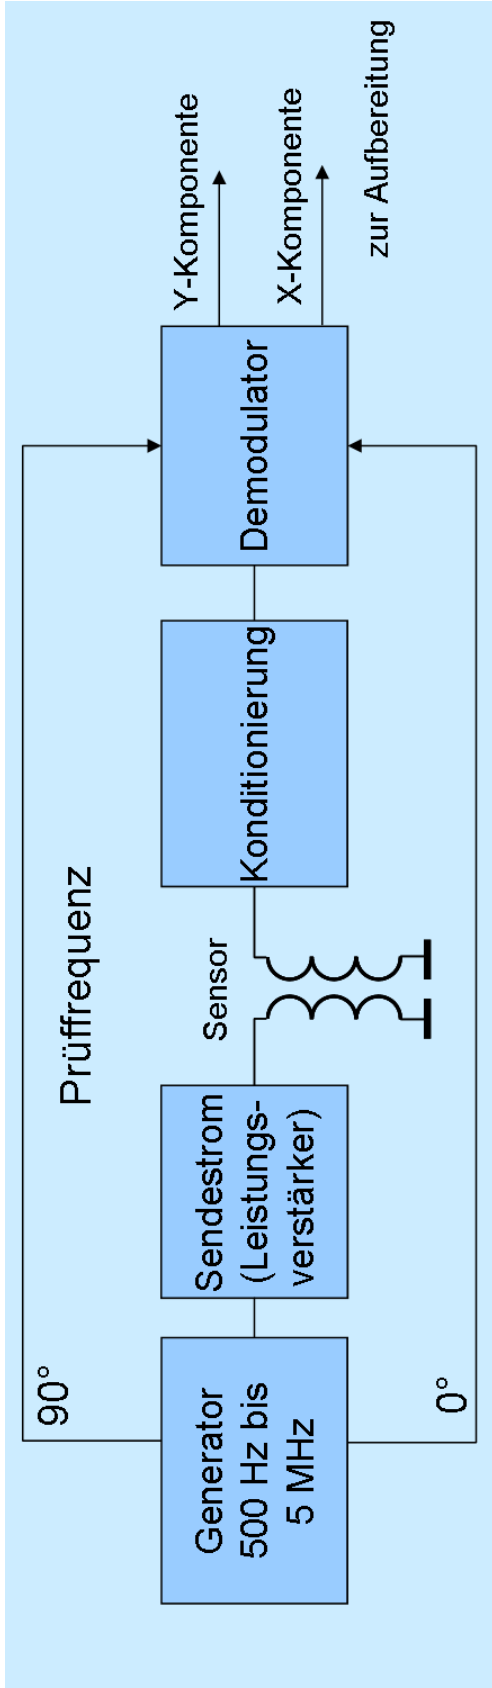 Prüffrequenz
90°
Generator
500 Hz bis
5 MHz
Sendestrom
(Leistungs-
verstärker)
Sensor
Konditionierung
Demodulator
Y-Komponente
X-Komponente
zur Aufbereitung
0°